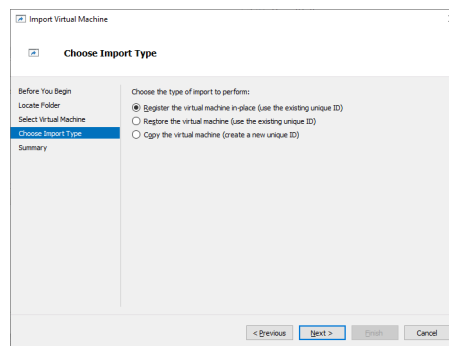 Import Virtual Machine
Choose Import Type
Before You Begin
Locate Folder
Select Virtual Machine
Choose Import Type
Summary
Choose the type of import to perform:
Register the virtual machine in-place (use the existing unique ID)
Restore the virtual machine (use the existing unique ID)
Copy the virtual machine (create a new unique ID)
< Previous
Next >
Finish
Cancel